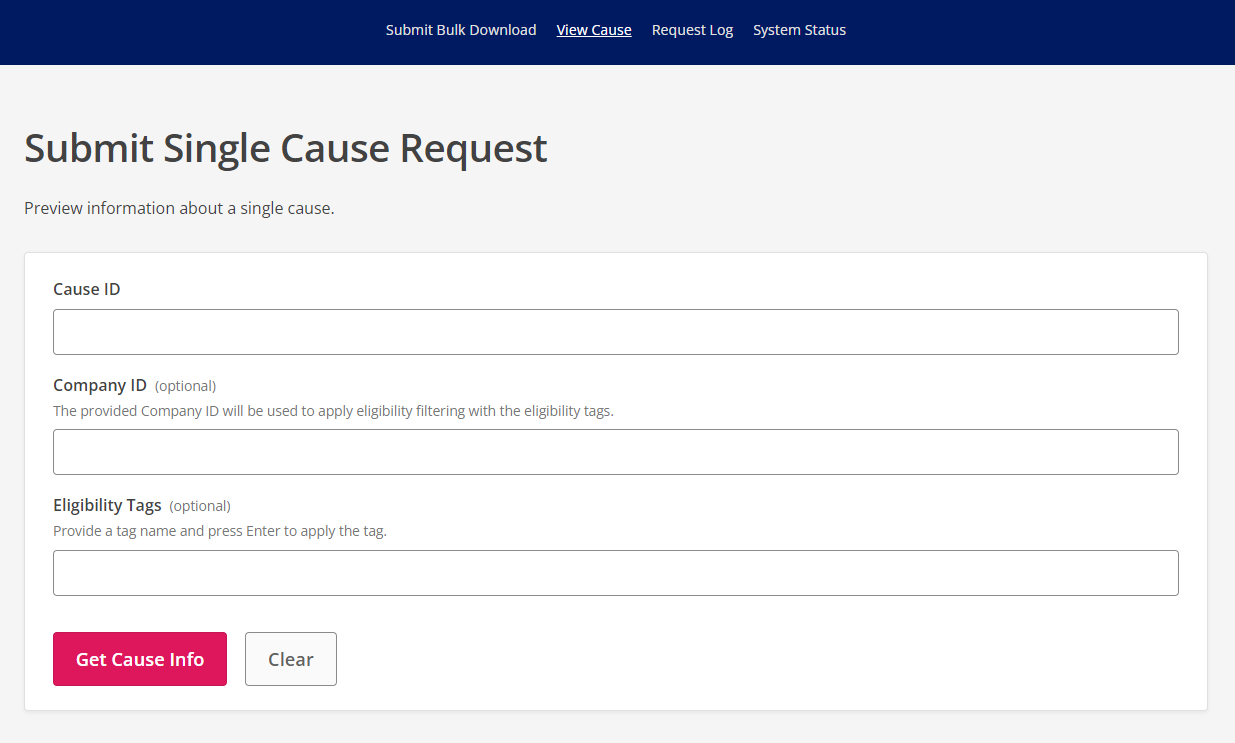 Submit Bulk Download View Cause Request Log System Status
Submit Single Cause Request
Preview information about a single cause.
Cause ID
Company ID (optional)
The provided Company ID will be used to apply eligibility filtering with the eligibility tags.
Eligibility Tags (optional)
Provide a tag name and press Enter to apply the tag.
Get Cause Info Clear